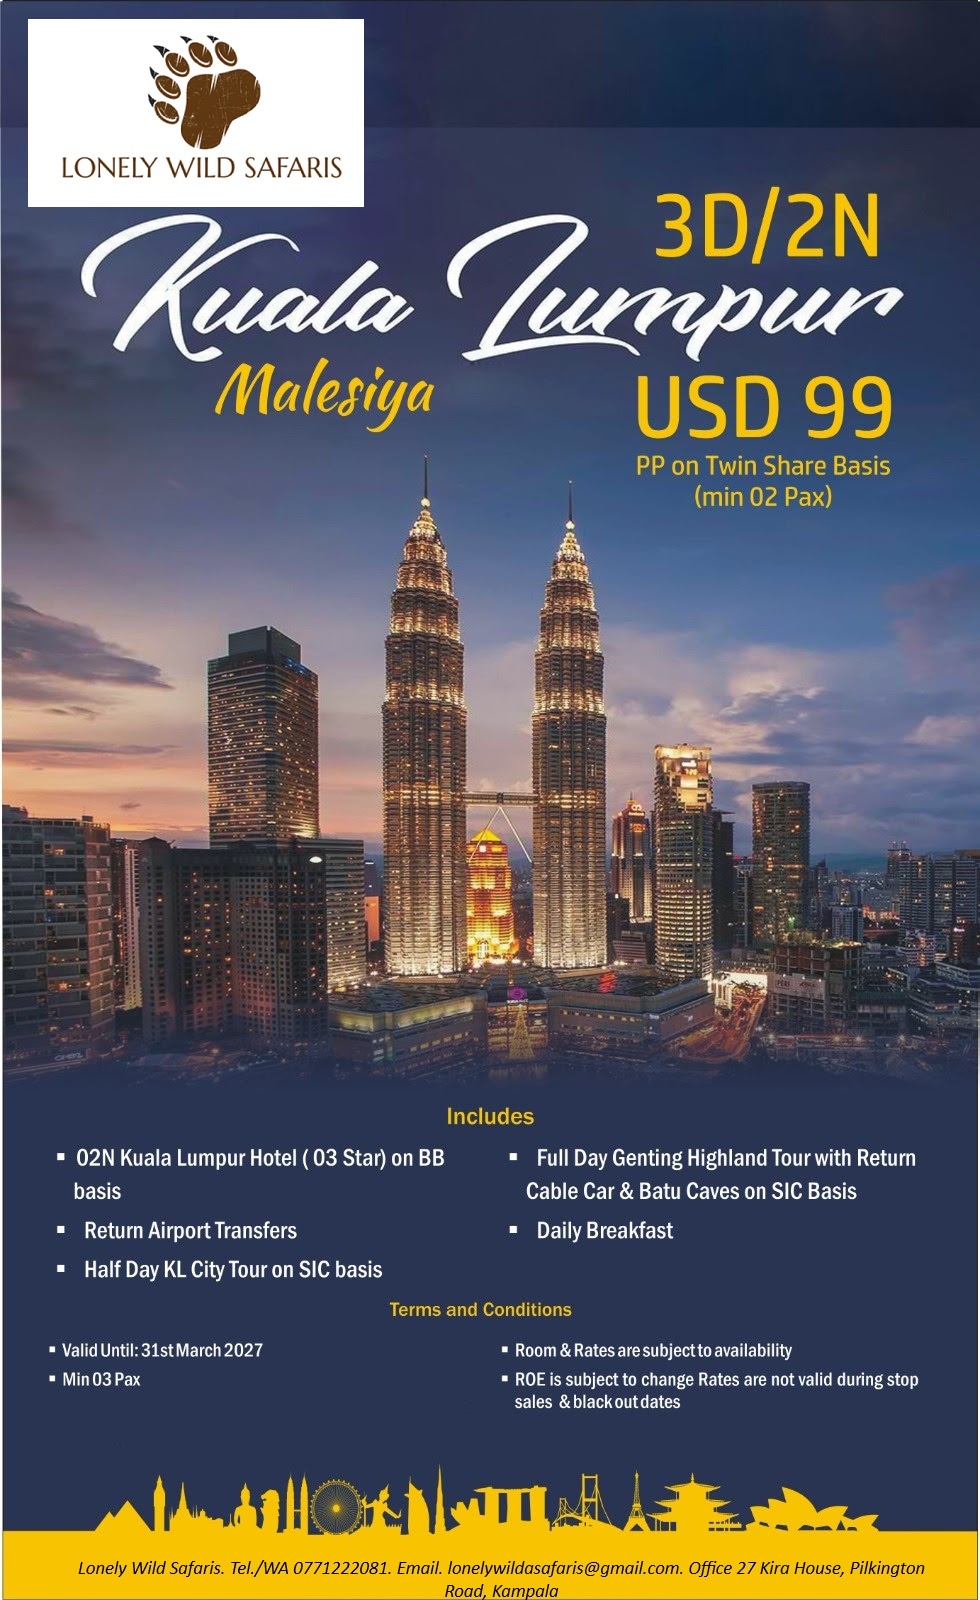 LONELY WILD SAFARIS
3D/2N
Kuala Lumpur
Malesiya
USD 99
PP on Twin Share Basis
(min 02 Pax)
Includes
▪ 02N Kuala Lumpur Hotel ( 03 Star) on BB
basis
▪ Return Airport Transfers
▪ Half Day KL City Tour on SIC basis
▪ Full Day Genting Highland Tour with Return
Cable Car & Batu Caves on SIC Basis
▪ Daily Breakfast
Terms and Conditions
▪ Valid Until: 31st March 2027
▪ Min 03 Pax
▪ Room & Rates are subject to availability
▪ ROE is subject to change Rates are not valid during stop
sales & black out dates
Lonely Wild Safaris. Tel./WA 0771222081. Email. lonelywildasafaris@gmail.com. Office 27 Kira House, Pilkington
Road, Kampala